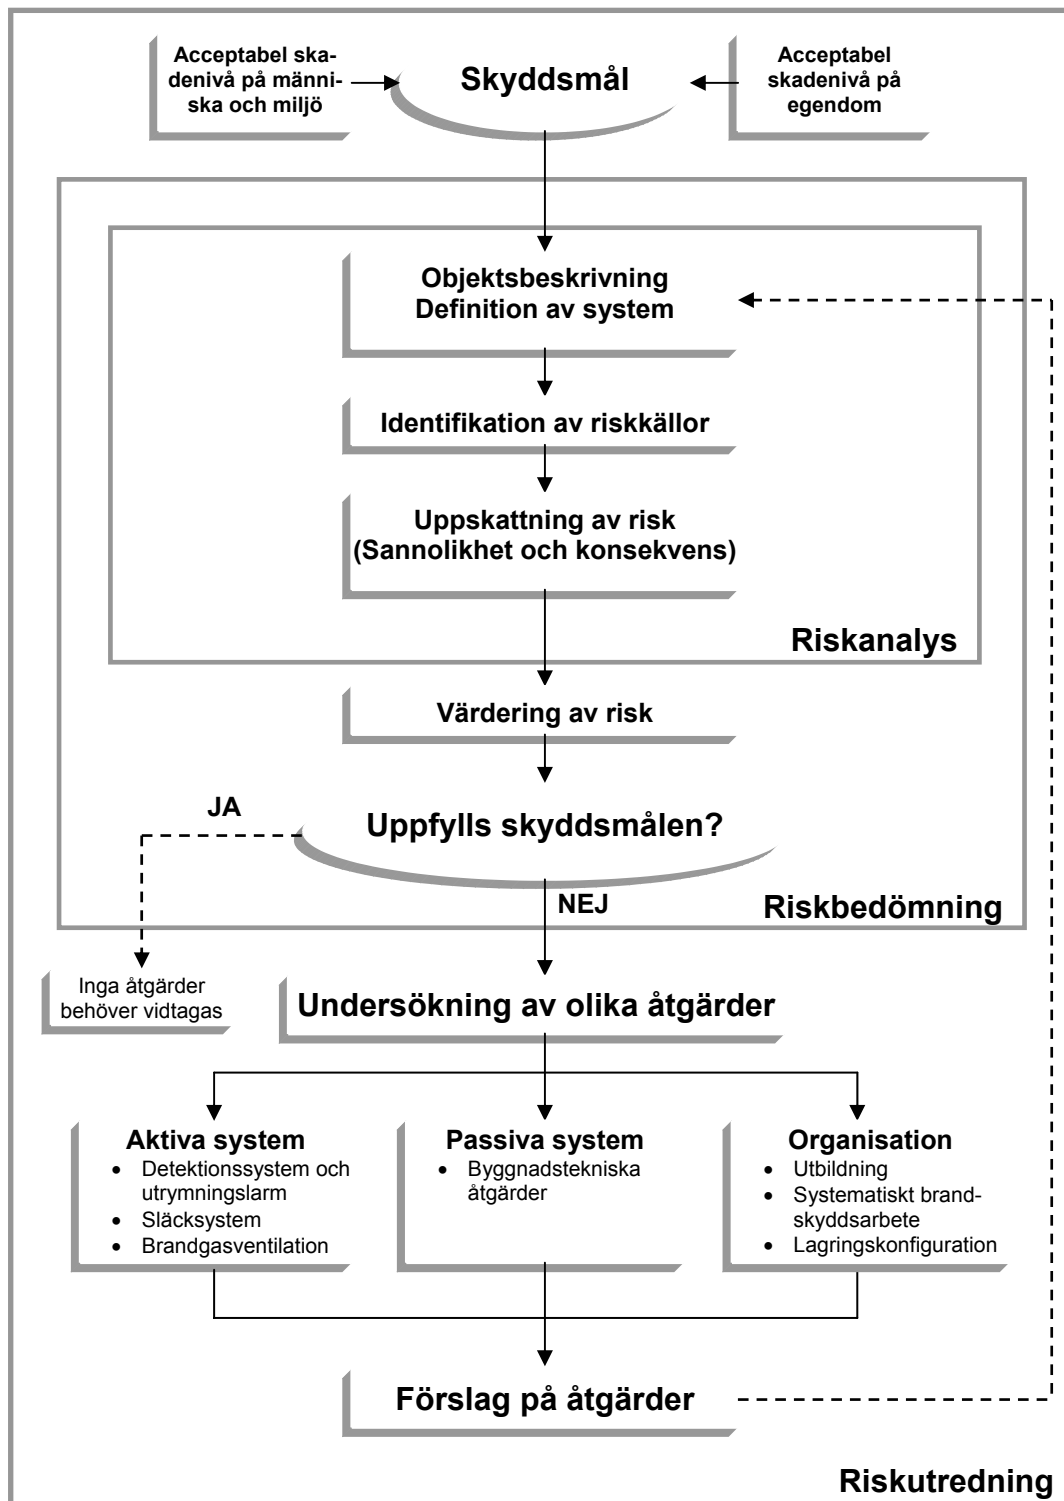 Acceptabel ska-
denivå på männi-
ska och miljö
Skyddsmål
Acceptabel
skadenivå på
egendom
Objektsbeskrivning
Definition av system
Identifikation av riskkällor
Uppskattning av risk
(Sannolikhet och konsekvens)
Riskanalys
Värdering av risk
JA
Uppfylls skyddsmålen?
NEJ
Riskbedömning
Inga åtgärder
behöver vidtagas
Undersökning av olika åtgärder
Aktiva system
• Detektionssystem och
utrymningslarm
• Släcksystem
• Brandgasventilation
Passiva system
• Byggnadstekniska
åtgärder
Organisation
• Utbildning
• Systematiskt brand-
skyddsarbete
• Lagringskonfiguration
Förslag på åtgärder
Riskutredning